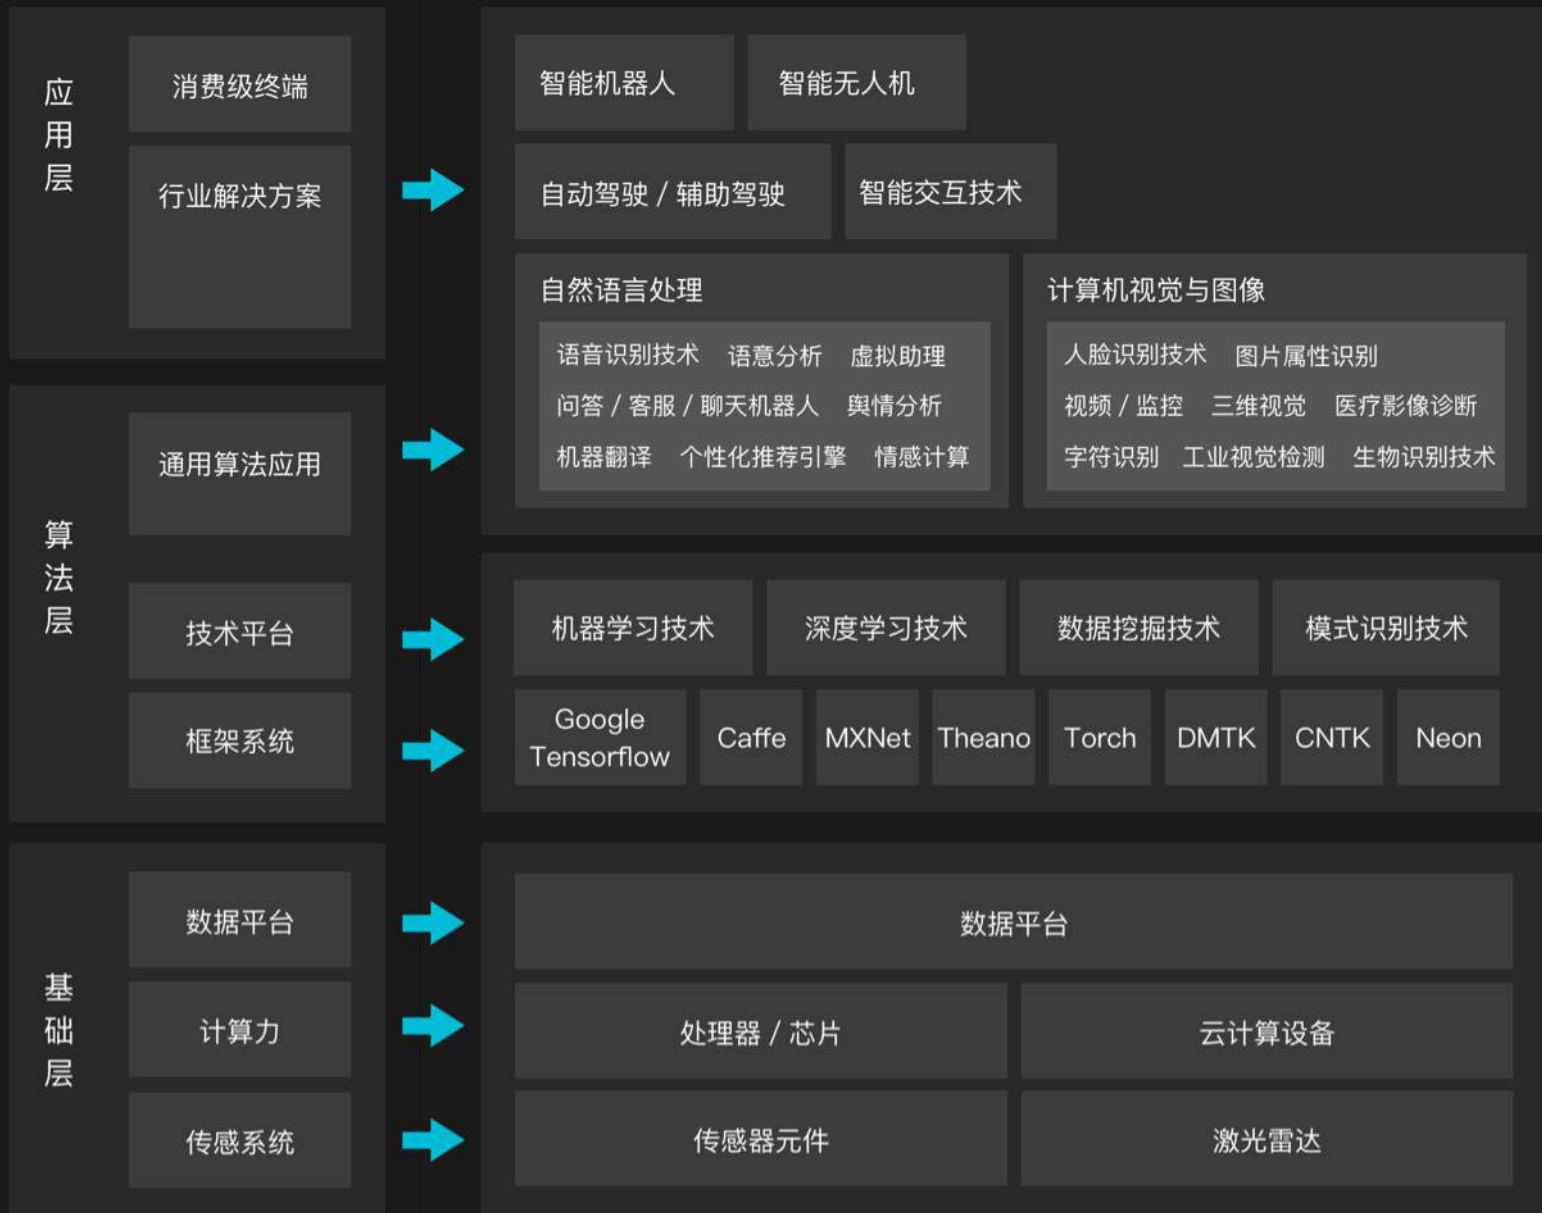 应用层
消费级终端
行业解决方案
智能机器人
智能无人机
自动驾驶 / 辅助驾驶
智能交互技术
自然语言处理
语音识别技术 语意分析 虚拟助理
问答 / 客服 / 聊天机器人 舆情分析
机器翻译 个性化推荐引擎 情感计算
计算机视觉与图像
人脸识别技术 图片属性识别
视频 / 监控 三维视觉 医疗影像诊断
字符识别 工业视觉检测 生物识别技术
算法层
通用算法应用
技术平台
框架系统
机器学习技术
深度学习技术
数据挖掘技术
模式识别技术
Google
Tensorflow
Caffe
MXNet
Theano
Torch
DMTK
CNTK
Neon
基础层
数据平台
计算力
传感系统
数据平台
处理器 / 芯片
云计算设备
传感器元件
激光雷达